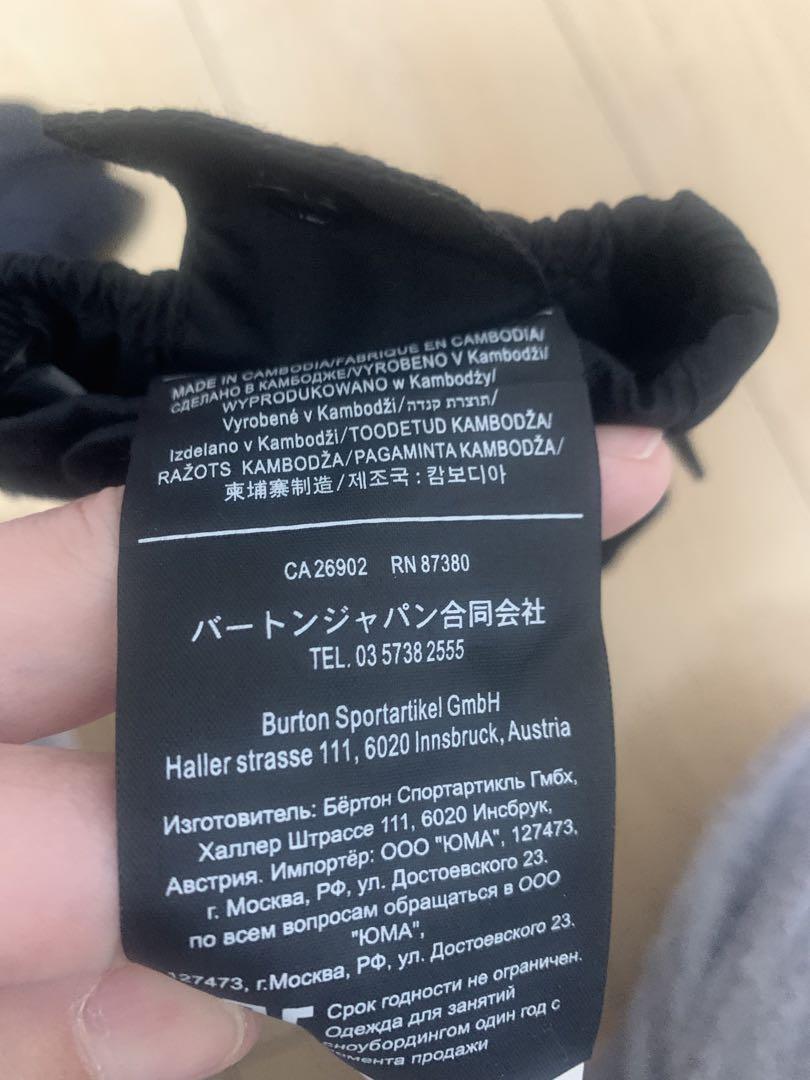 MADE IN CAMBODIA/FABRIQUE EN CAMBODIA/
СДЕЛАНО В КАМБОДЖЕ/VYROBENO V Kambodži/
WYPRODUKOWANO w Kambodży/
Vyrobené v Kambodži/תוצרת קנדה/
Izdelano v Kambodži/TOODETUD KAMBODŽA/
RAŽOTS KAMBODŽA/PAGAMINTA KAMBODŽA/
柬埔寨制造/제조국:캄보디아
CA 26902 RN 87380
バートンジャパン合同会社
TEL. 03 5738 2555
Burton Sportartikel GmbH
Haller strasse 111, 6020 Innsbruck, Austria
Изготовитель: Бёртон Спортартикль Гмбх,
Халлер Штрассе 111, 6020 Инсбрук,
Австрия. Импортёр: ООО "ЮМА", 127473,
г. Москва, РФ, ул. Достоевского 23.
по всем вопросам обращаться в ООО
"ЮМА",
127473, г.Москва, РФ, ул. Достоевского 23.
Срок годности не ограничен.
Одежда для занятий
сноубордингом один год с
продажи